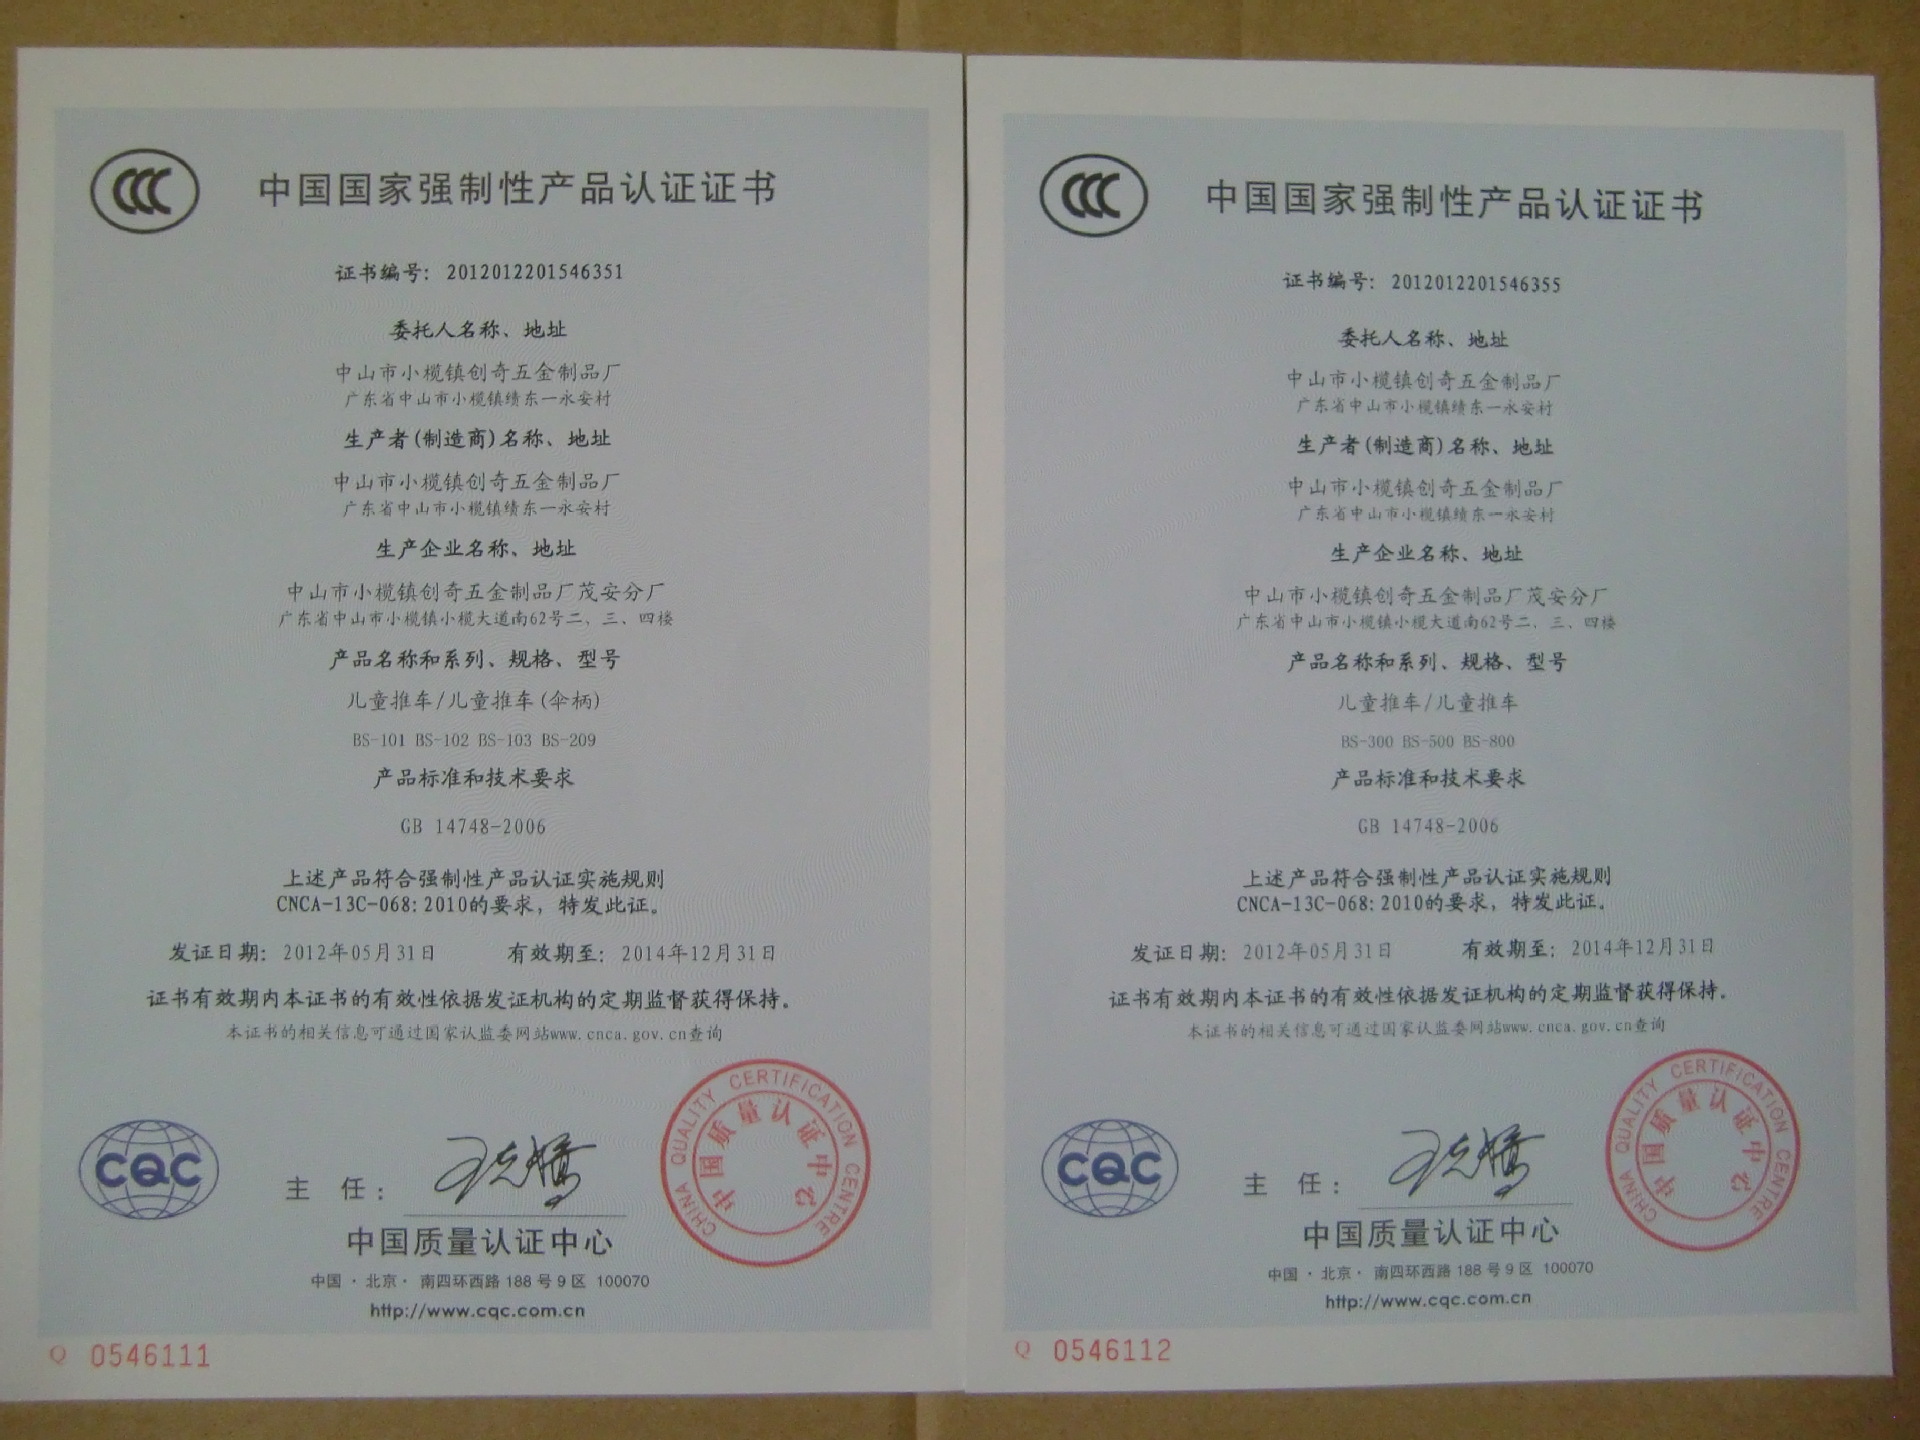 CCC
中国国家强制性产品认证证书
证书编号：2012012201546351
委托人名称、地址
中山市小榄镇创奇五金制品厂
广东省中山市小榄镇绩东一永安村
生产者(制造商)名称、地址
中山市小榄镇创奇五金制品厂
广东省中山市小榄镇绩东一永安村
生产企业名称、地址
中山市小榄镇创奇五金制品厂茂安分厂
广东省中山市小榄镇小榄大道南62号二、三、四楼
产品名称和系列、规格、型号
儿童推车/儿童推车(伞柄)
BS-101 BS-102 BS-103 BS-209
产品标准和技术要求
GB 14748-2006
上述产品符合强制性产品认证实施规则
CNCA-13C-068:2010的要求，特发此证。
发证日期：2012年05月31日 有效期至：2014年12月31日
证书有效期内本证书的有效性依据发证机构的定期监督获得保持。
本证书的相关信息可通过国家认监委网站www.cnca.gov.cn查询
CQC
主 任：
CHINA QUALITY CERTIFICATION CENTRE
中国质量认证中心
中国质量认证中心
中国·北京·南四环西路188号9区 100070
http://www.cqc.com.cn
Q 0546111
CCC
中国国家强制性产品认证证书
证书编号：2012012201546355
委托人名称、地址
中山市小榄镇创奇五金制品厂
广东省中山市小榄镇绩东一永安村
生产者(制造商)名称、地址
中山市小榄镇创奇五金制品厂
广东省中山市小榄镇绩东一永安村
生产企业名称、地址
中山市小榄镇创奇五金制品厂茂安分厂
广东省中山市小榄镇小榄大道南62号二、三、四楼
产品名称和系列、规格、型号
儿童推车/儿童推车
BS-300 BS-500 BS-800
产品标准和技术要求
GB 14748-2006
上述产品符合强制性产品认证实施规则
CNCA-13C-068:2010的要求，特发此证。
发证日期：2012年05月31日 有效期至：2014年12月31日
证书有效期内本证书的有效性依据发证机构的定期监督获得保持。
本证书的相关信息可通过国家认监委网站www.cnca.gov.cn查询
CQC
主 任：
CHINA QUALITY CERTIFICATION CENTRE
中国质量认证中心
中国质量认证中心
中国·北京·南四环西路188号9区 100070
http://www.cqc.com.cn
Q 0546112